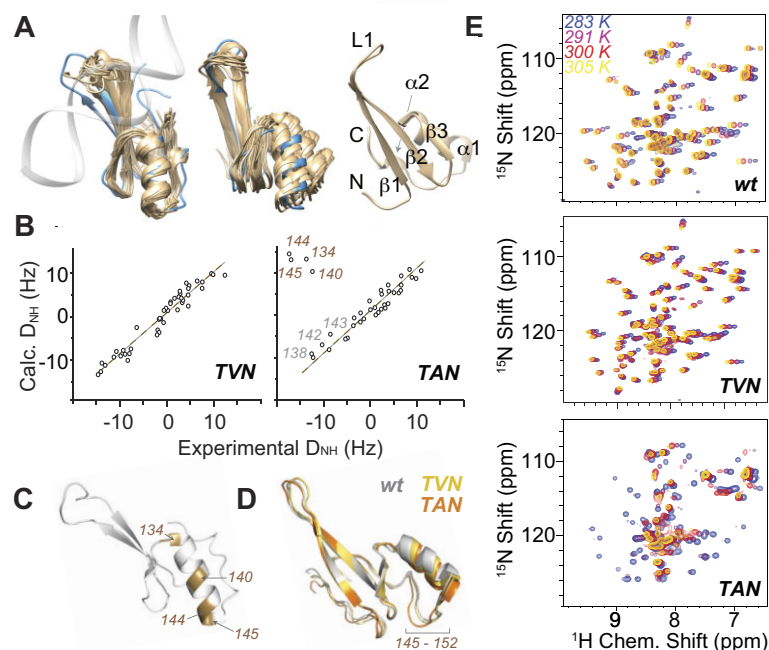 A
L1
α2
C
β3
α1
β2
β1
N
B
144
134
145
140
143
142
138
10
0
-10
Calc. DNH (Hz)
TVN
TAN
-10 0 10
-10 0 10
Experimental DNH (Hz)
C
134
140
144
145
D
wt TVN
TAN
145 - 152
E
283 K
291 K
300 K
305 K
110
120
15N Shift (ppm)
wt
110
120
15N Shift (ppm)
TVN
110
120
15N Shift (ppm)
TAN
9 8 7
1H Chem. Shift (ppm)